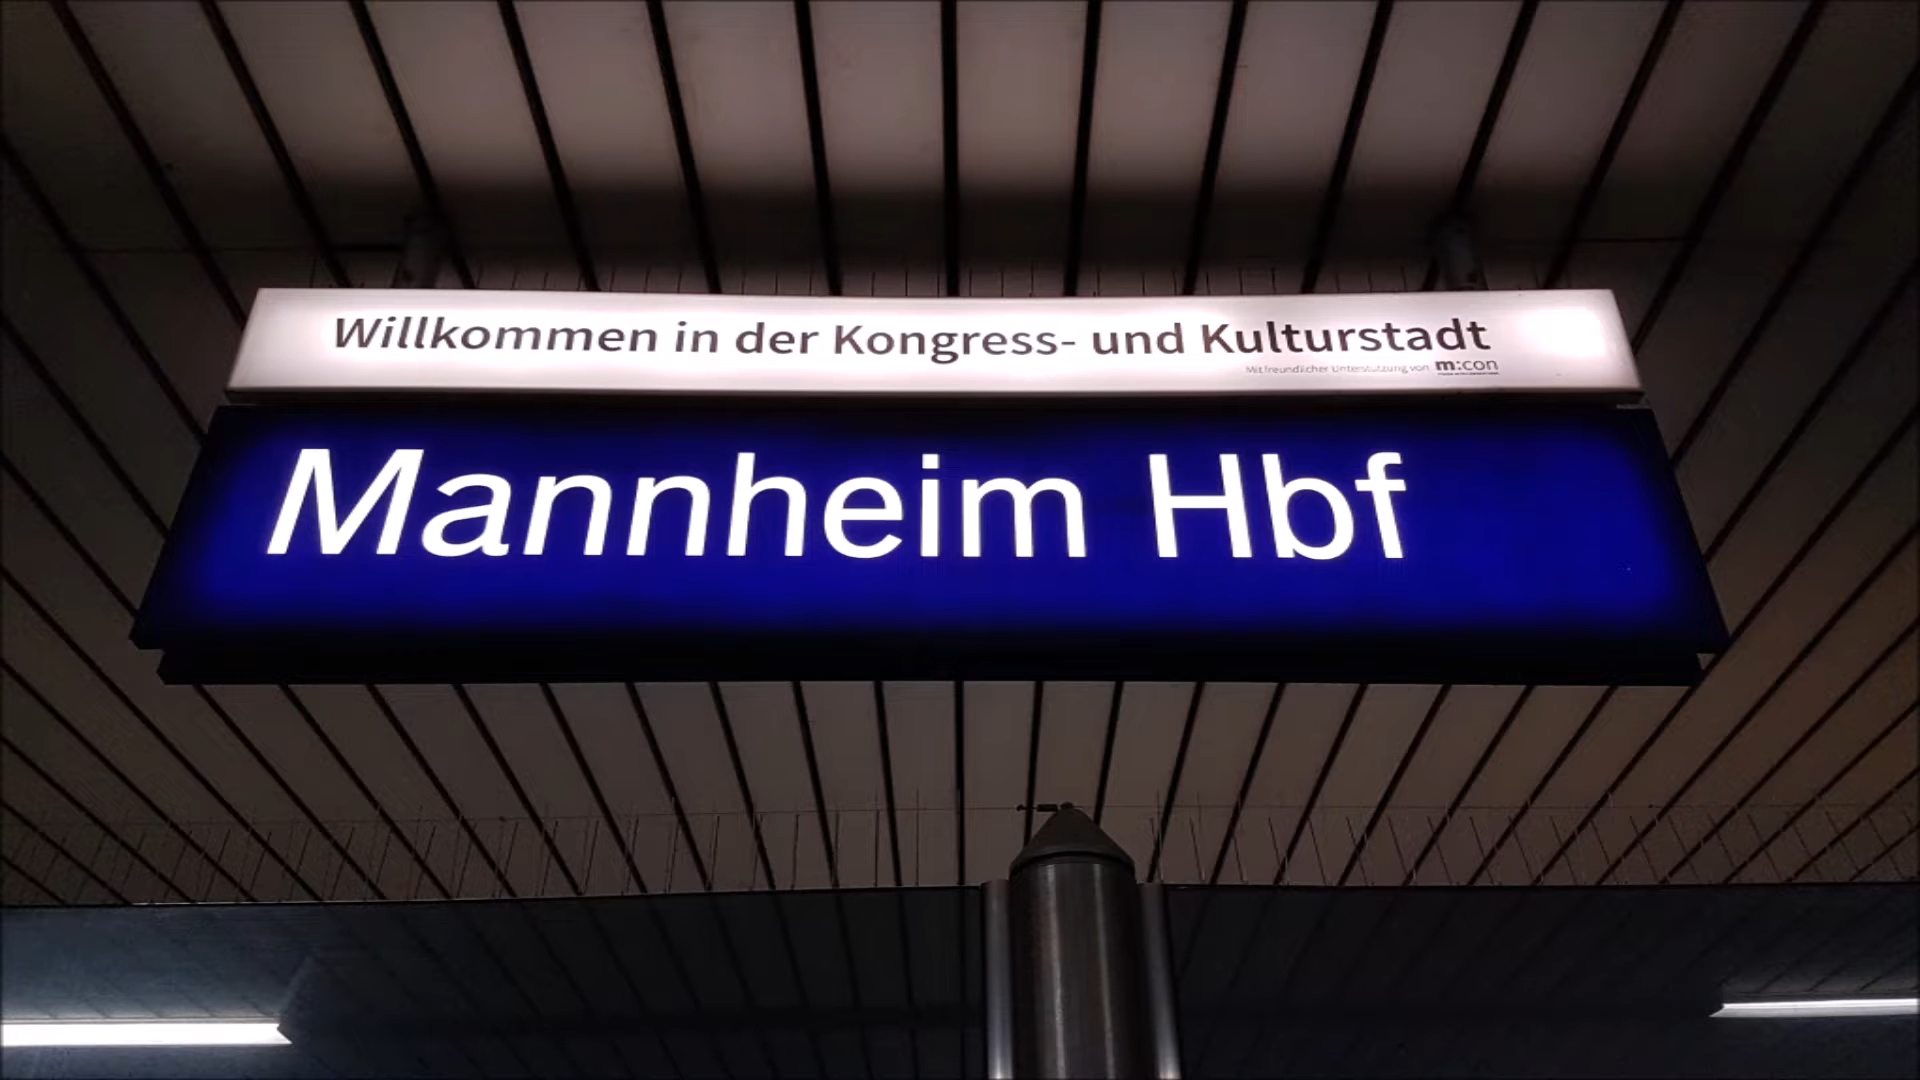 Willkommen in der Kongress- und Kulturstadt
Mit freundlicher Unterstützung von m:con
Mannheim Hbf